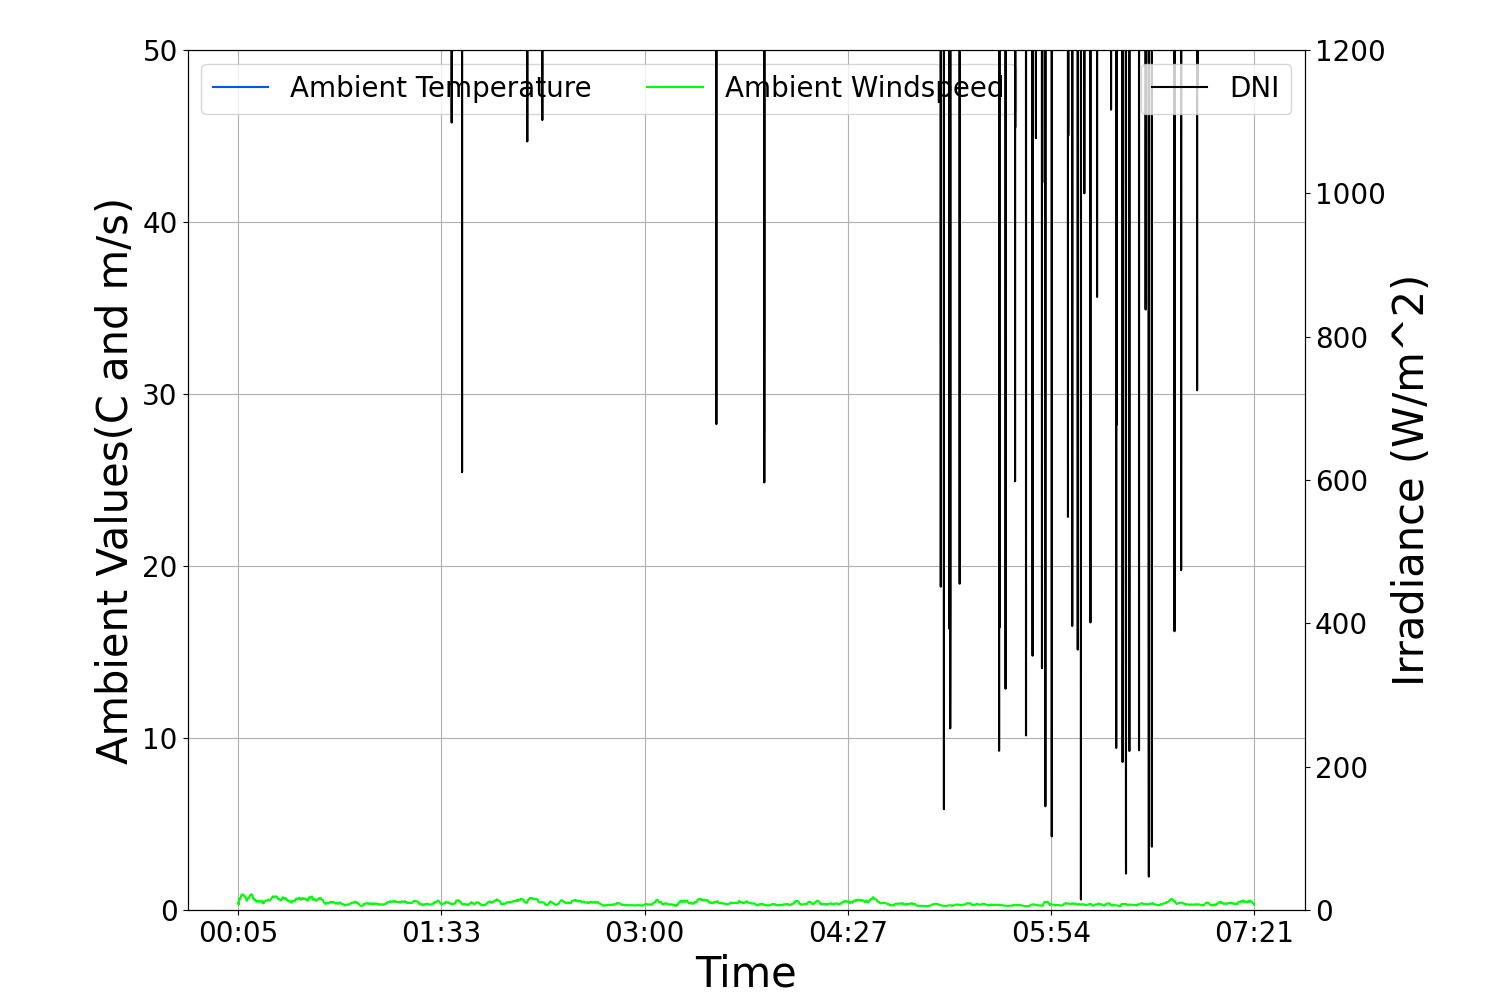 Ambient Temperature
Ambient Windspeed
DNI
Ambient Values(C and m/s)
50
40
30
20
10
0
1200
1000
800
600
400
200
0
Irradiance (W/m^2)
00:05 01:33 03:00 04:27 05:54 07:21
Time